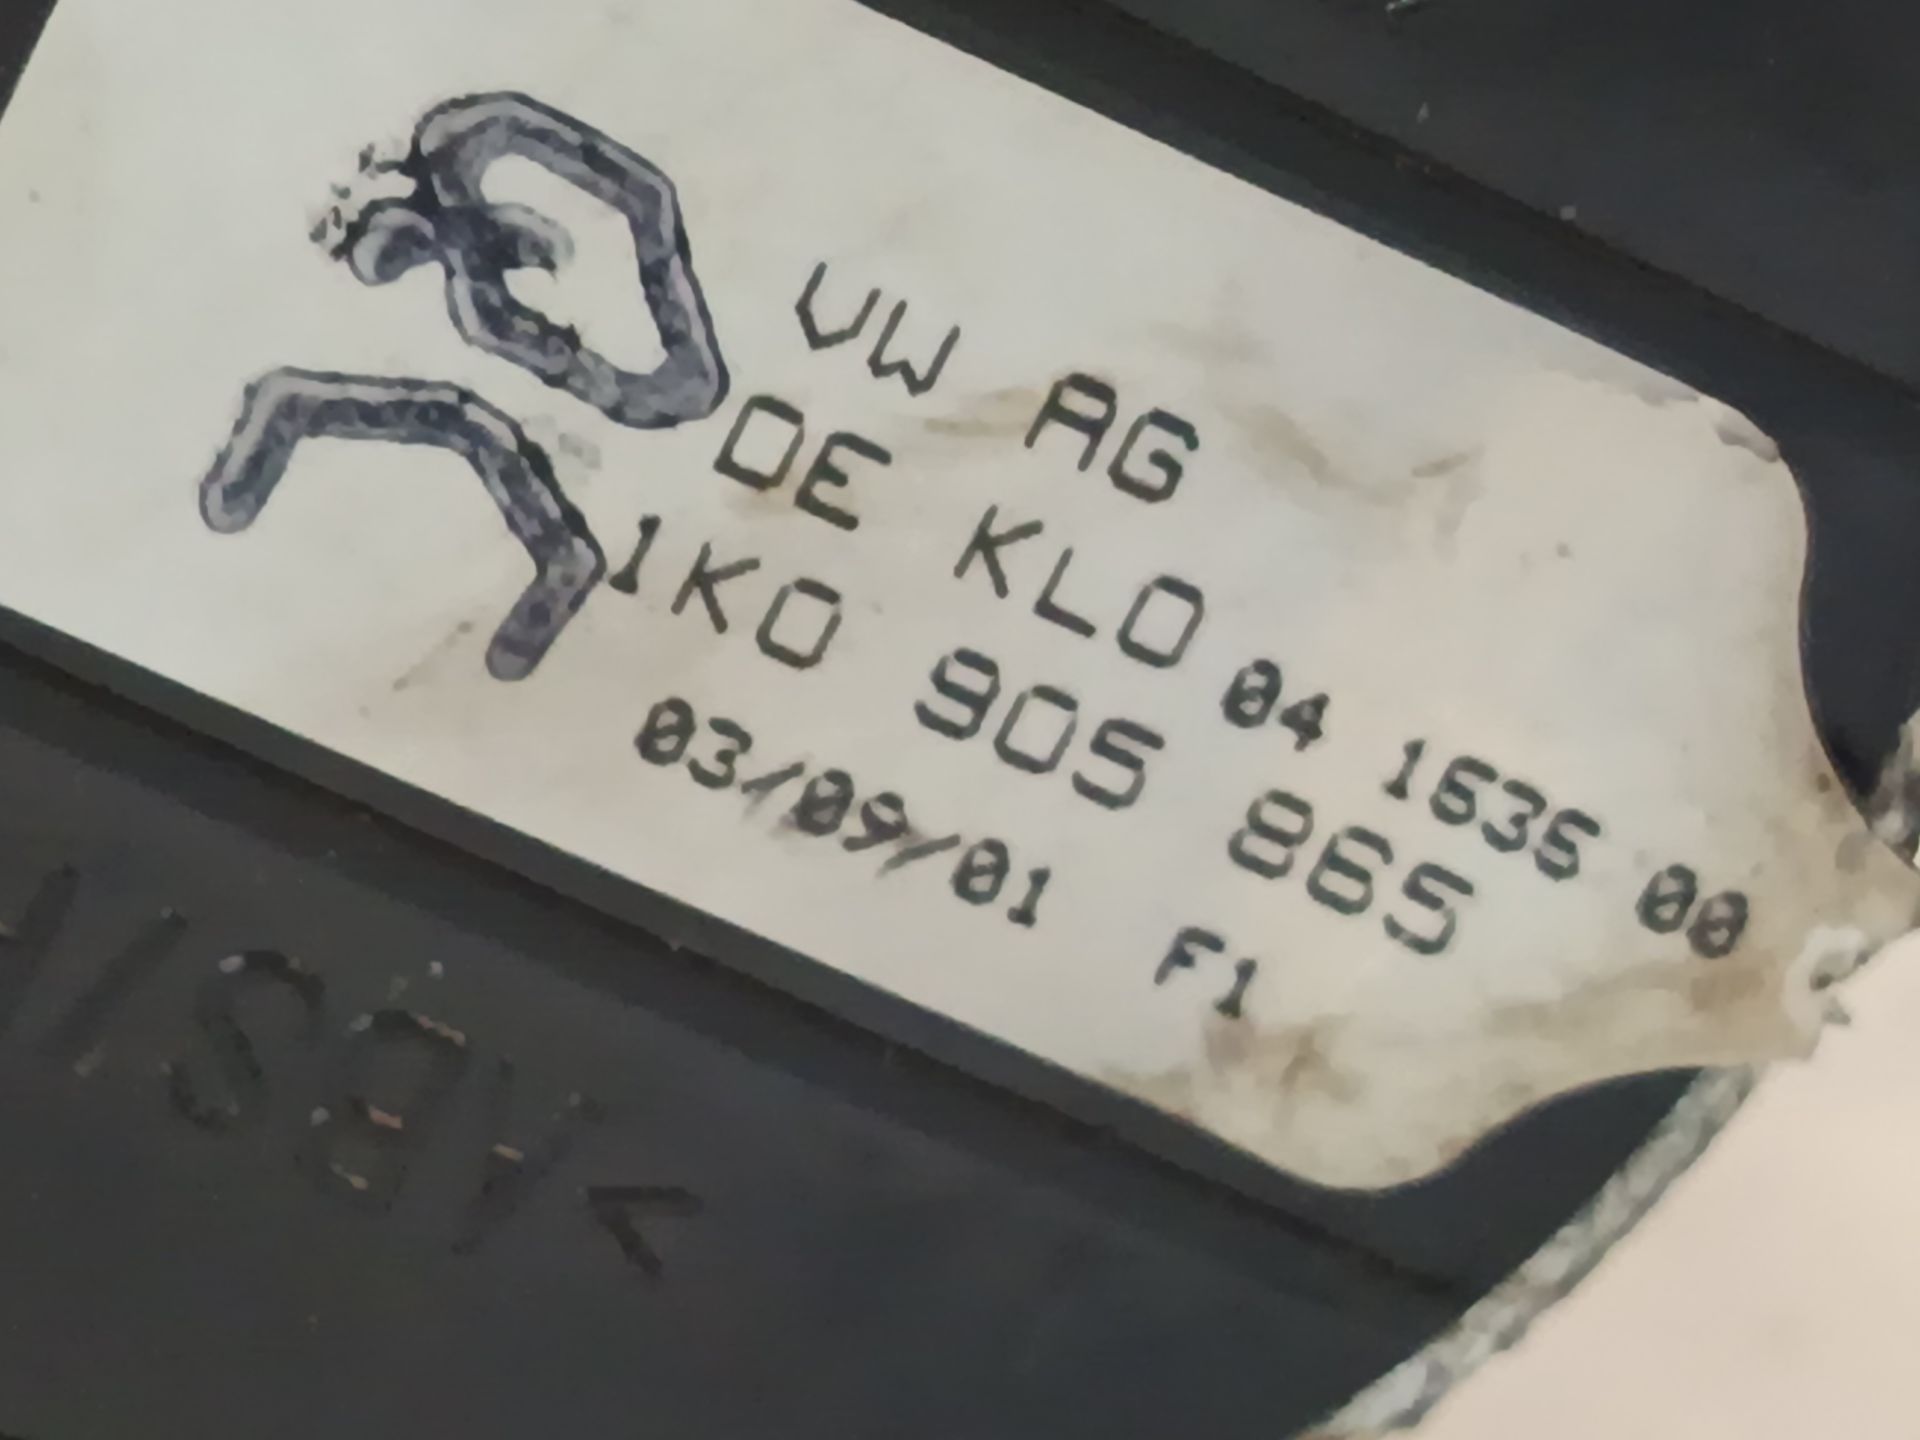 VW AG
DE KLO 04 1635 00
1K0 905 865
03/09/01 F1